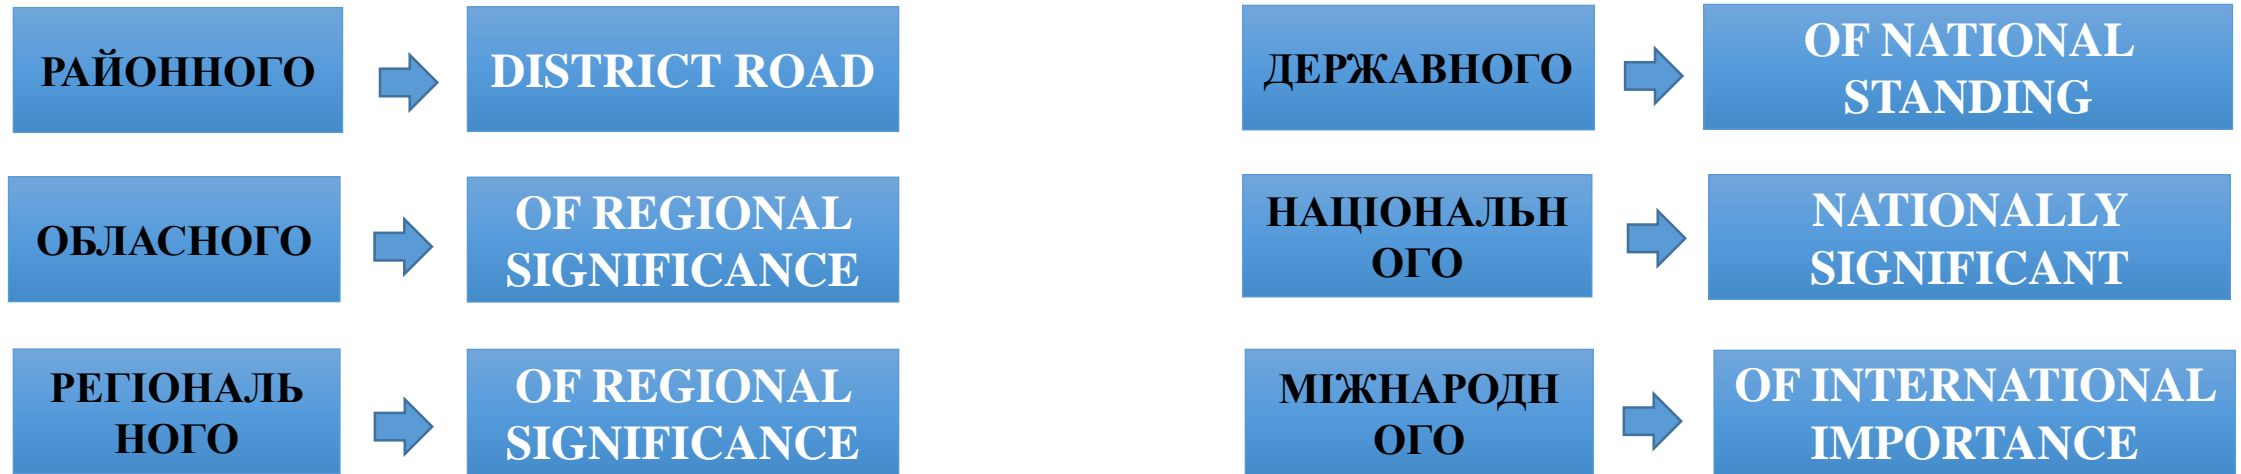 РАЙОННОГО
DISTRICT ROAD
ОБЛАСНОГО
OF REGIONAL
SIGNIFICANCE
РЕГІОНАЛЬ
НОГО
OF REGIONAL
SIGNIFICANCE
ДЕРЖАВНОГО
OF NATIONAL
STANDING
НАЦІОНАЛЬН
ОГО
NATIONALLY
SIGNIFICANT
МІЖНАРОДН
ОГО
OF INTERNATIONAL
IMPORTANCE